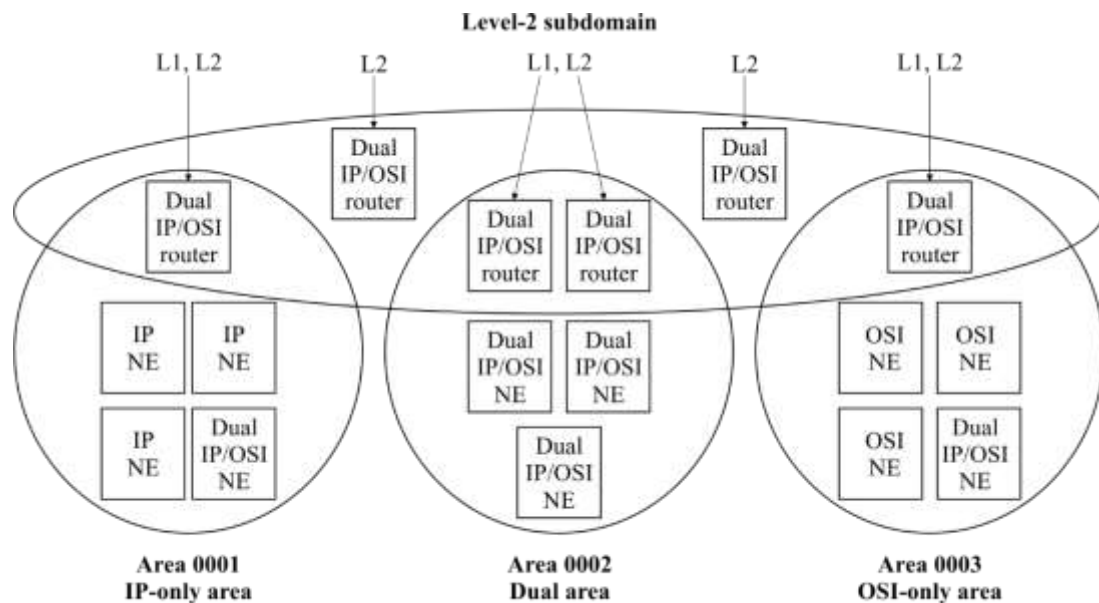 Level-2 subdomain
L1, L2
L2
L1, L2
L2
L1, L2
Dual
IP/OSI
router
Dual
IP/OSI
router
Dual
IP/OSI
router
Dual
IP/OSI
router
Dual
IP/OSI
router
Dual
IP/OSI
router
IP
NE
IP
NE
IP
NE
Dual
IP/OSI
NE
Dual
IP/OSI
NE
Dual
IP/OSI
NE
Dual
IP/OSI
NE
OSI
NE
OSI
NE
OSI
NE
Dual
IP/OSI
NE
Area 0001
IP-only area
Area 0002
Dual area
Area 0003
OSI-only area